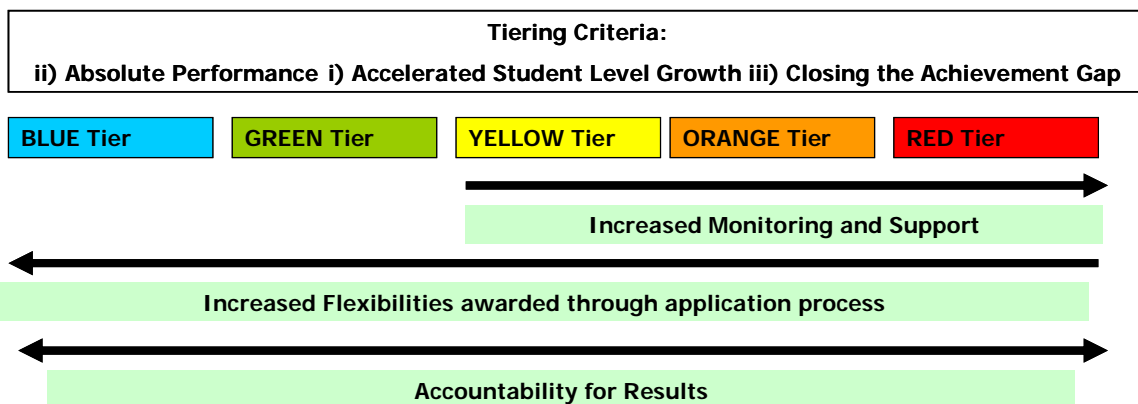 Tiering Criteria:
ii) Absolute Performance i) Accelerated Student Level Growth iii) Closing the Achievement Gap
BLUE Tier
GREEN Tier
YELLOW Tier
ORANGE Tier
RED Tier
Increased Monitoring and Support
Increased Flexibilities awarded through application process
Accountability for Results